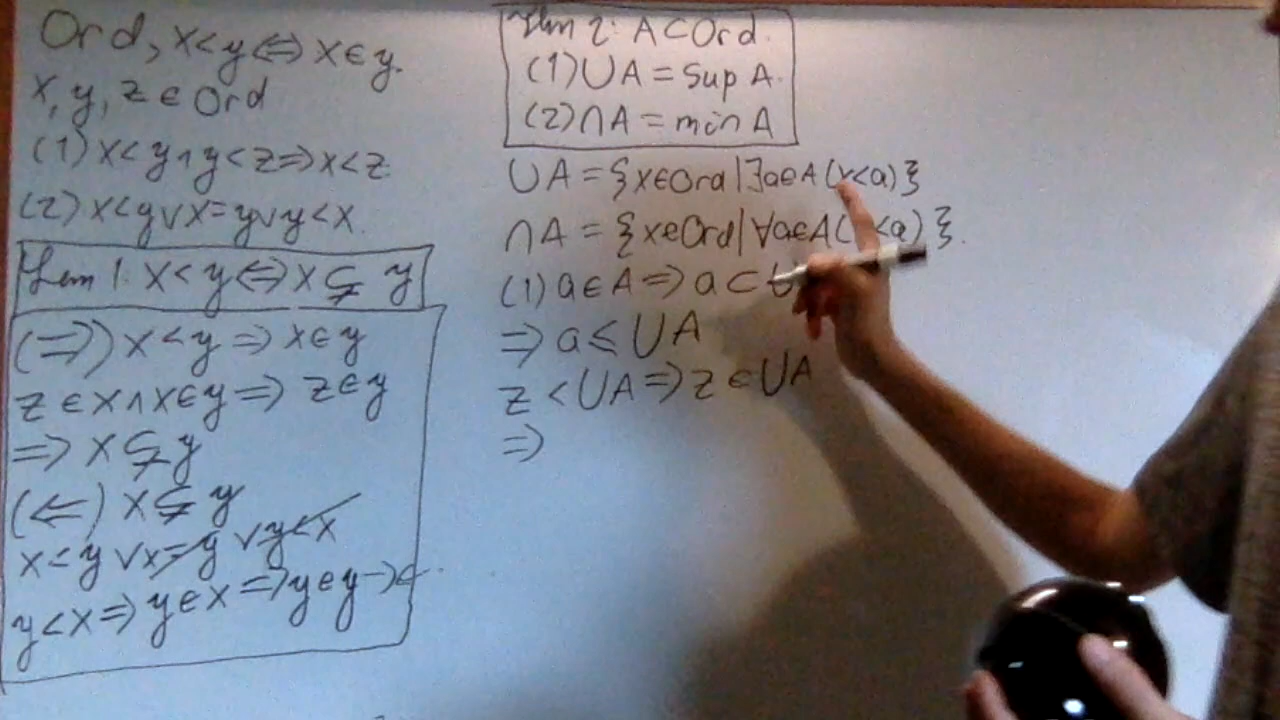 Ord, x<y⇔x∈y.
x, y, z∈Ord
(1) x<y∧y<z⇒x<z.
(2) x<y∨x=y∨y<x.
Lem 1. x<y⇔x⊊y
(⇒) x<y⇒x∈y
z∈x∧x∈y⇒z∈y
⇒x⊊y
(⇐) x⊊y
x<y∨x=y∨y<x
y<x⇒y∈x⇒y∈y→←.
Lem 2: A⊂Ord.
(1)∪A=sup A.
(2)∩A=min A
∪A={x∈Ord|∃a∈A(x<a)}
∩A={x∈Ord|∀a∈A(<a)}.
(1) a∈A⇒a⊂
⇒a≤∪A
z<∪A⇒z∈∪A
⇒